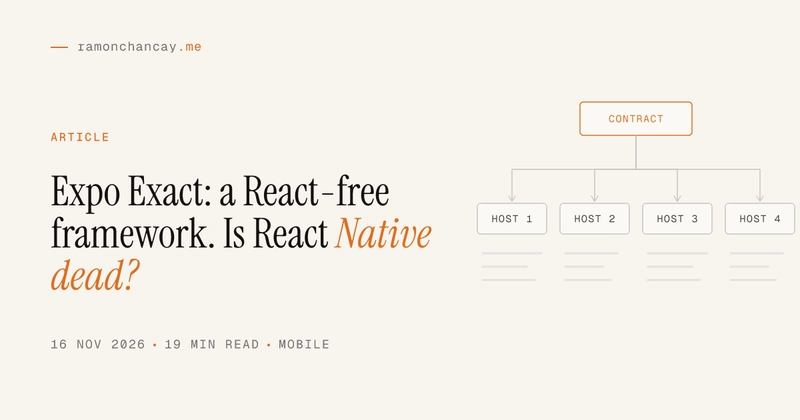 ramonchancay.me
ARTICLE
Expo Exact: a React-free
framework. Is React Native
dead?
16 NOV 2026 • 19 MIN READ • MOBILE
CONTRACT
HOST 1
HOST 2
HOST 3
HOST 4